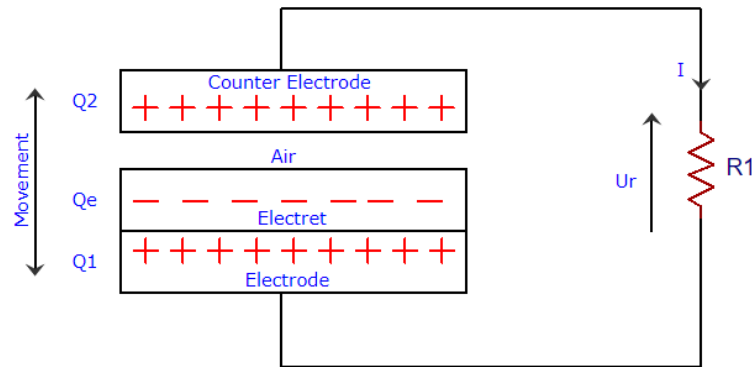 Counter Electrode
Q2
I
Air
Movement
Ur
R1
Qe
Electret
Q1
Electrode